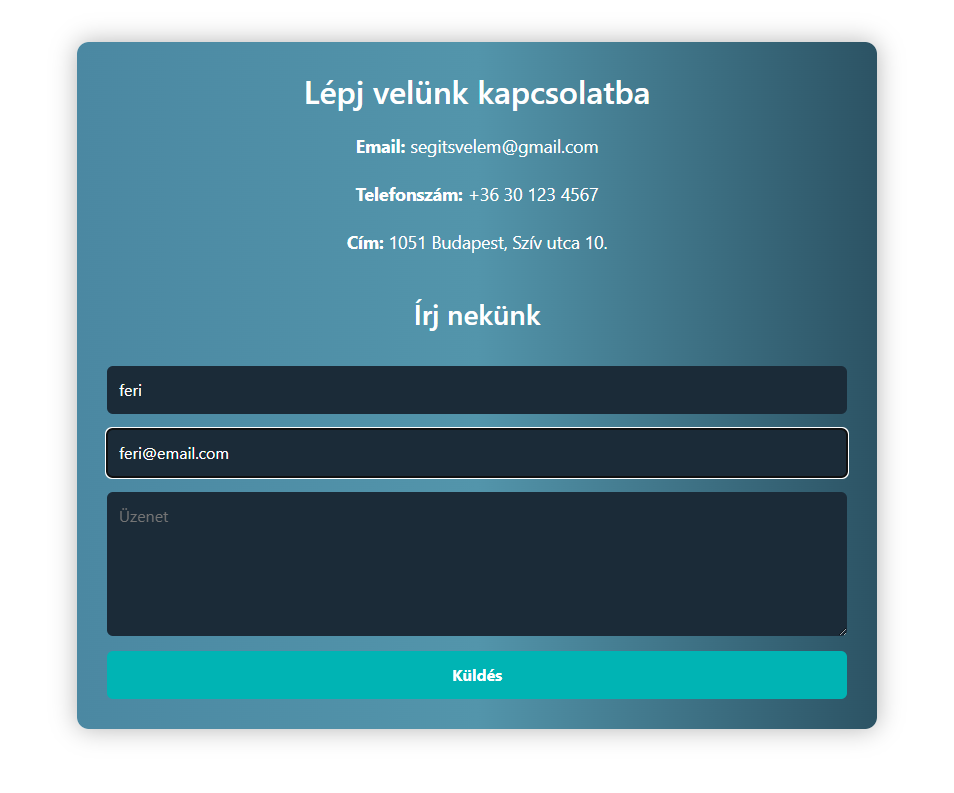 Lépj velünk kapcsolatba
Email: segitsvelem@gmail.com
Telefonszám: +36 30 123 4567
Cím: 1051 Budapest, Szív utca 10.
Írj nekünk
feri
feri@email.com
Üzenet
Küldés